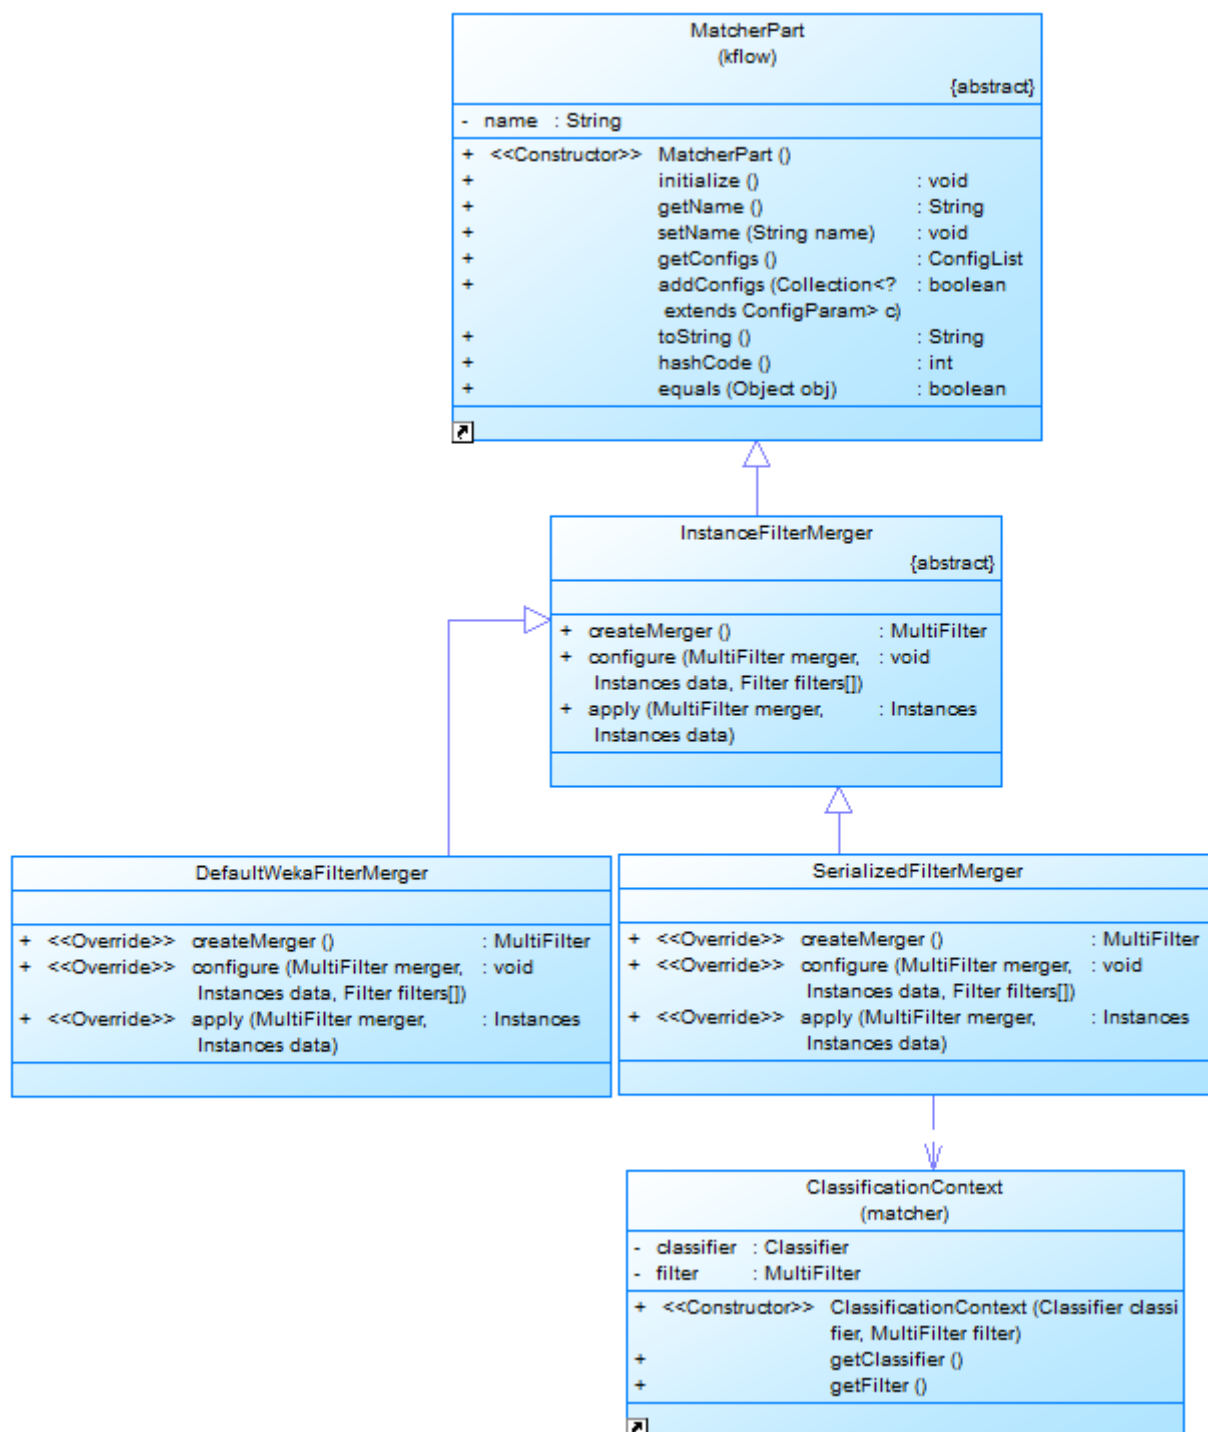 MatcherPart
(kflow)
{abstract}
- name : String
+ <<Constructor>> MatcherPart ()
+ initialize () : void
+ getName () : String
+ setName (String name) : void
+ getConfigs () : ConfigList
+ addConfigs (Collection<? : boolean
extends ConfigParam> c)
+ toString () : String
+ hashCode () : int
+ equals (Object obj) : boolean
InstanceFilterMerger
{abstract}
+ createMerger () : MultiFilter
+ configure (MultiFilter merger, : void
Instances data, Filter filters[])
+ apply (MultiFilter merger, : Instances
Instances data)
DefaultWekaFilterMerger
+ <<Override>> createMerger () : MultiFilter
+ <<Override>> configure (MultiFilter merger, : void
Instances data, Filter filters[])
+ <<Override>> apply (MultiFilter merger, : Instances
Instances data)
SerializedFilterMerger
+ <<Override>> createMerger () : MultiFilter
+ <<Override>> configure (MultiFilter merger, : void
Instances data, Filter filters[])
+ <<Override>> apply (MultiFilter merger, : Instances
Instances data)
ClassificationContext
(matcher)
- classifier : Classifier
- filter : MultiFilter
+ <<Constructor>> ClassificationContext (Classifier classi
fier, MultiFilter filter)
+ getClassifier ()
+ getFilter ()